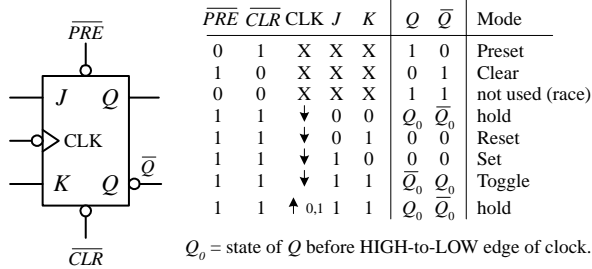 P̅R̅E̅
J Q
CLK
Q̅
K Q
C̅L̅R̅
P̅R̅E̅ C̅L̅R̅ CLK J K Q Q̅ Mode
0 1 X X X 1 0 Preset
1 0 X X X 0 1 Clear
0 0 X X X 1 1 not used (race)
1 1 ↓ 0 0 Q₀ Q̅₀ hold
1 1 ↓ 0 1 0 0 Reset
1 1 ↓ 1 0 0 0 Set
1 1 ↓ 1 1 Q̅₀ Q₀ Toggle
1 1 ↑ 0,1 1 1 Q₀ Q̅₀ hold
Q₀ = state of Q before HIGH-to-LOW edge of clock.